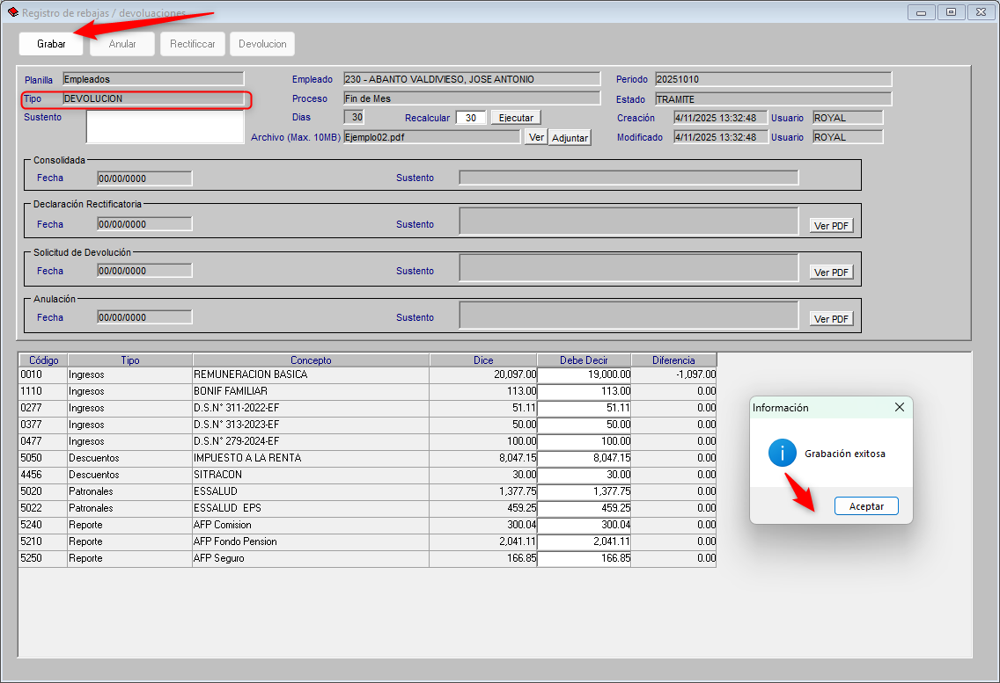 Registro de rebajas / devoluaciones
Grabar Anular Rectificcar Devolucion
Planilla Empleados Empleado 230 - ABANTO VALDIVIESO, JOSE ANTONIO Periodo 20251010
Tipo DEVOLUCION Proceso Fin de Mes Estado TRAMITE
Sustento Dias 30 Recalcular 30 Ejecutar Creación 4/11/2025 13:32:48 Usuario ROYAL
Archivo (Max. 10MB) Ejemplo02.pdf Ver Adjuntar Modificado 4/11/2025 13:32:48 Usuario ROYAL
Consolidada
Fecha 00/00/0000 Sustento
Declaración Rectificatoria
Fecha 00/00/0000 Sustento Ver PDF
Solicitud de Devolución
Fecha 00/00/0000 Sustento Ver PDF
Anulación
Fecha 00/00/0000 Sustento Ver PDF
Código Tipo Concepto Dice Debe Decir Diferencia
0010 Ingresos REMUNERACION BASICA 20,097.00 19,000.00 -1,097.00
1110 Ingresos BONIF FAMILIAR 113.00 113.00 0.00
0277 Ingresos D.S.N° 311-2022-EF 51.11 51.11 0.00
0377 Ingresos D.S.N° 313-2023-EF 50.00 50.00 0.00
0477 Ingresos D.S.N° 279-2024-EF 100.00 100.00 0.00
5050 Descuentos IMPUESTO A LA RENTA 8,047.15 8,047.15 0.00
4456 Descuentos SITRACON 30.00 30.00 0.00
5020 Patronales ESSALUD 1,377.75 1,377.75 0.00
5022 Patronales ESSALUD EPS 459.25 459.25 0.00
5240 Reporte AFP Comision 300.04 300.04 0.00
5210 Reporte AFP Fondo Pension 2,041.11 2,041.11 0.00
5250 Reporte AFP Seguro 166.85 166.85 0.00
Información
Grabación exitosa
Aceptar